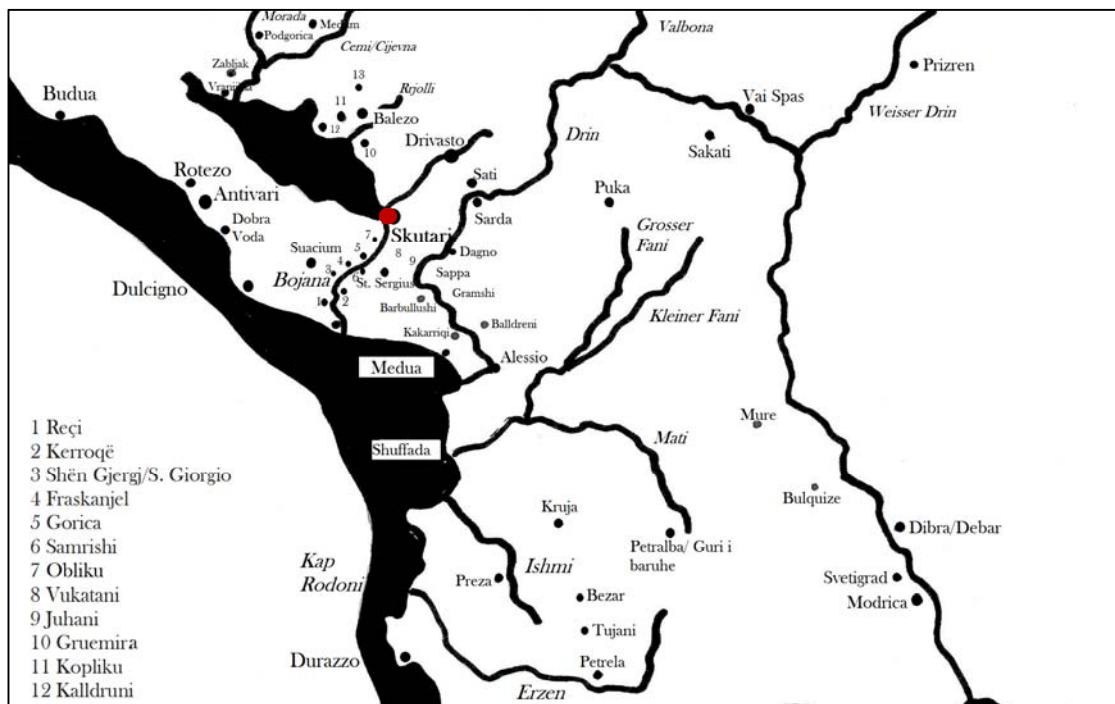 Morada
Medium
Podgorica
Cemi/Cijevna
Valbona
Zabljak
Prizren
Budua
13
Rrjolli
Vai Spas
Weisser Drin
11
Balezo
12
Drivasto
Drin
Sakati
10
Rotezo
Sati
Puka
Antivari
Sarda
Grosser
Fani
Dobra
Voda
Skutari
7
Suacium
5
8
Dagno
4
9
Bojana
3
6
Sappa
St. Sergius
Dulcigno
1
2
Gramshi
Barbullushi
Kleiner Fani
Kakarriqi
Balldreni
Medua
Alessio
Mure
1 Reçi
2 Kerroqë
3 Shën Gjergj/S. Giorgio
4 Fraskanjel
5 Gorica
6 Samrishi
7 Obliku
8 Vukatani
9 Juhani
10 Gruemira
11 Kopliku
12 Kalldruni
Shuffada
Mati
Bulquize
Kruja
Dibra/Debar
Petralba/ Guri i
baruhe
Kap
Rodoni
Ishmi
Preza
Svetigrad
Bezar
Modrica
Tujani
Durazzo
Petrela
Erzen